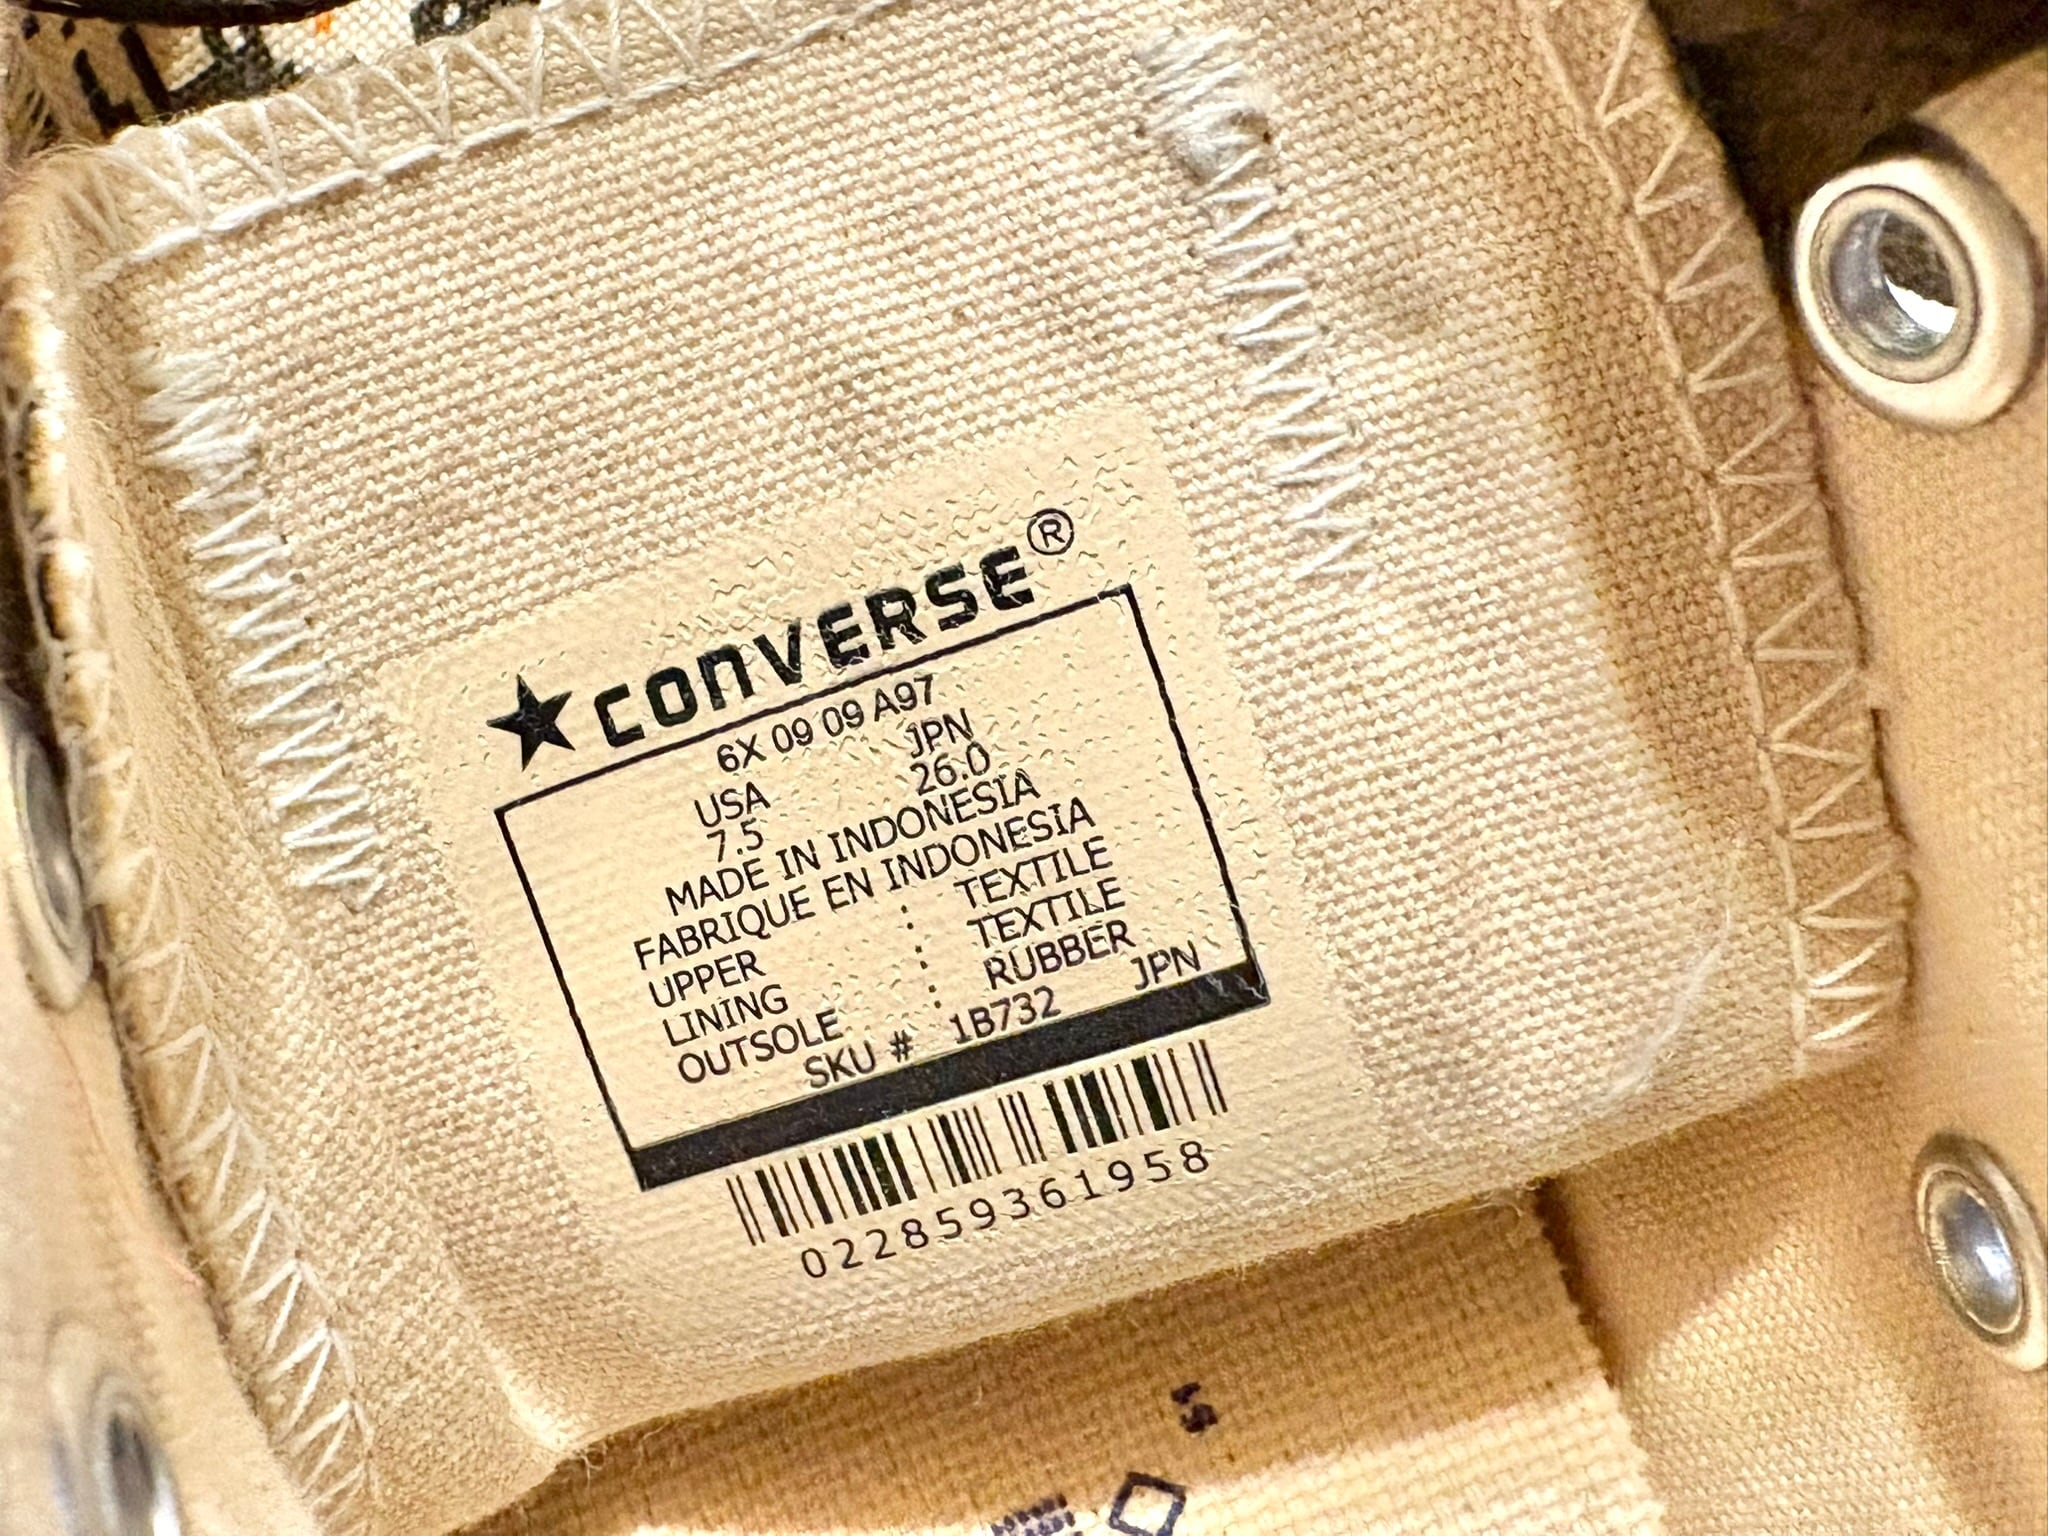 CONVERSE®
6X 09 09 A97
USA JPN
7.5 26.0
MADE IN INDONESIA
FABRIQUE EN INDONESIA
UPPER : TEXTILE
LINING : TEXTILE
OUTSOLE : RUBBER
SKU # 1B732 JPN
022859361958